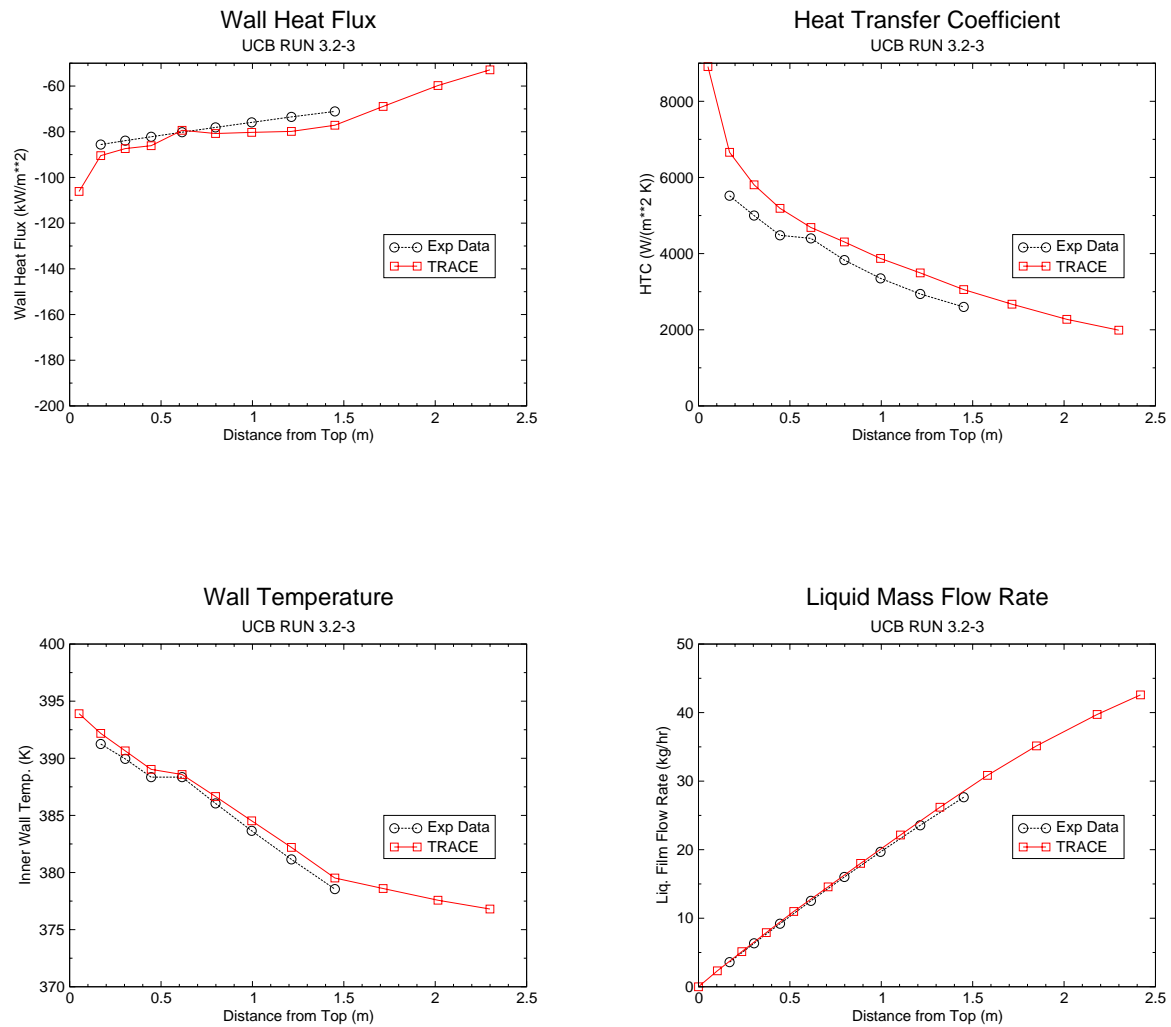 Wall Heat Flux
UCB RUN 3.2-3
-60
-80
-100
-120
-140
-160
-180
-200
0
0.5
1
1.5
2
2.5
Distance from Top (m)
Wall Heat Flux (kW/m**2)
Exp Data
TRACE
Heat Transfer Coefficient
UCB RUN 3.2-3
8000
6000
4000
2000
0
0
0.5
1
1.5
2
2.5
Distance from Top (m)
HTC (W/(m**2 K))
Exp Data
TRACE
Wall Temperature
UCB RUN 3.2-3
400
395
390
385
380
375
370
0
0.5
1
1.5
2
2.5
Distance from Top (m)
Inner Wall Temp. (K)
Exp Data
TRACE
Liquid Mass Flow Rate
UCB RUN 3.2-3
50
40
30
20
10
0
0
0.5
1
1.5
2
2.5
Distance from Top (m)
Liq. Film Flow Rate (kg/hr)
Exp Data
TRACE